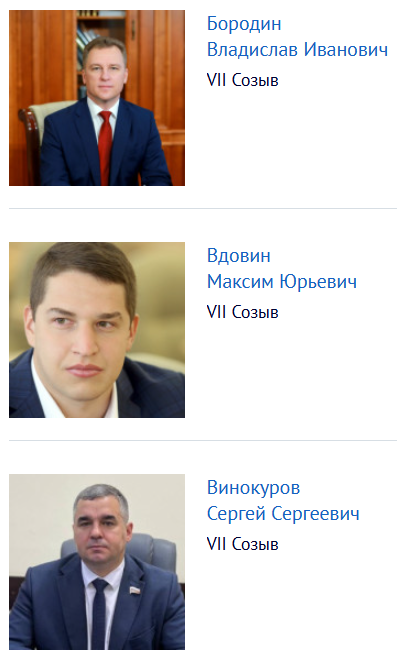 Бородин
Владислав Иванович
VII Созыв
Вдовин
Максим Юрьевич
VII Созыв
Винокуров
Сергей Сергеевич
VII Созыв